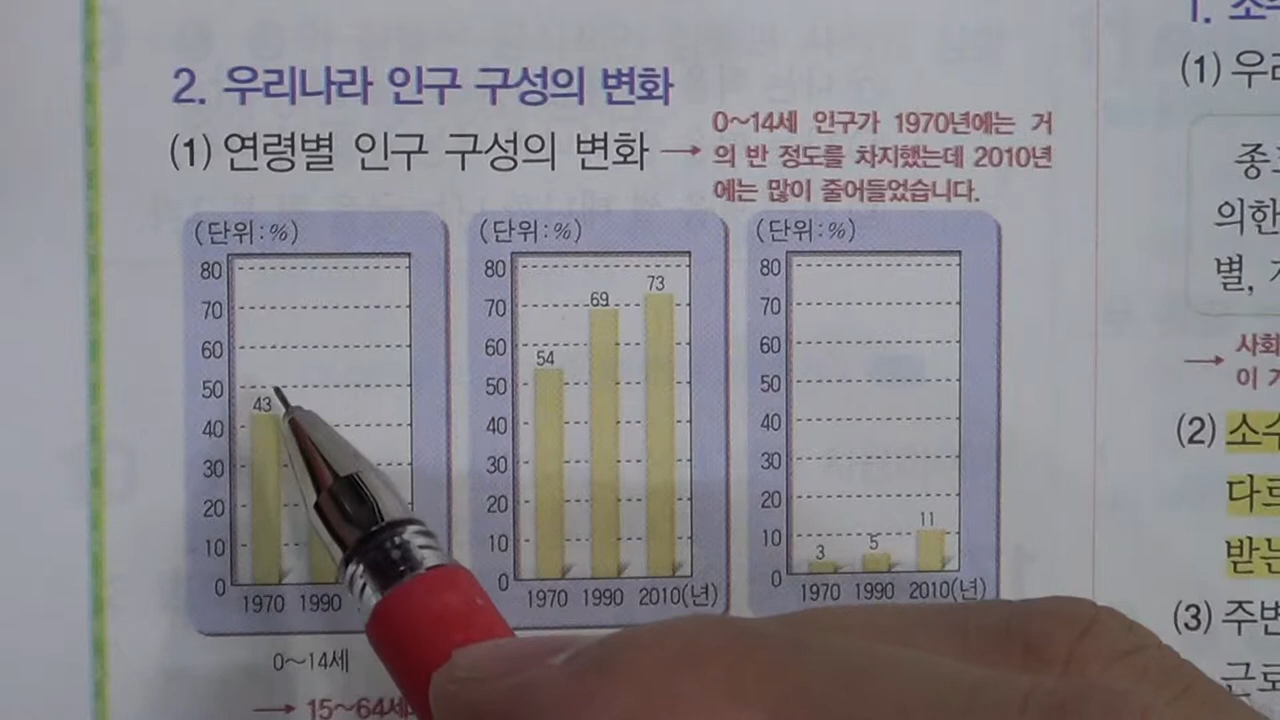 2. 우리나라 인구 구성의 변화
(1) 연령별 인구 구성의 변화 → 0~14세 인구가 1970년에는 거
의 반 정도를 차지했는데 2010년
에는 많이 줄어들었습니다.
(단위:%)
80
70
60
50
40
30
20
10
0
43
1970 1990
0~14세
→ 15~64세
(단위:%)
80
70
60
50
40
30
20
10
0
54
69
73
1970 1990 2010(년)
(단위:%)
80
70
60
50
40
30
20
10
0
3
5
11
1970 1990 2010(년)
1.
(1) 우리
의한
별,
→ 사회
이
(2) 소수
다르
받는
(3) 주변
근로